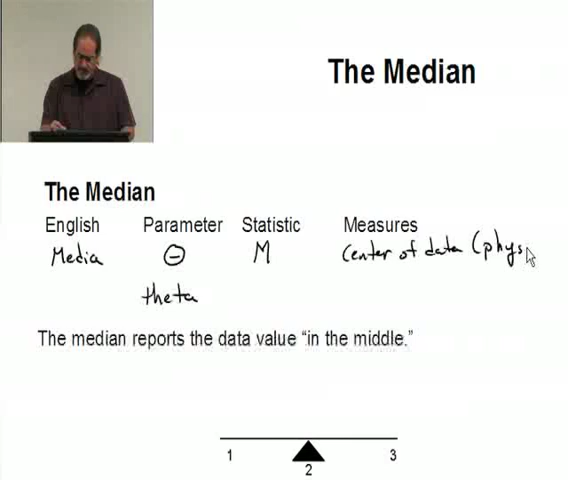 The Median
The Median
English Parameter Statistic Measures
Media Θ M center of data (phys
theta
The median reports the data value “in the middle.”
1 2 3